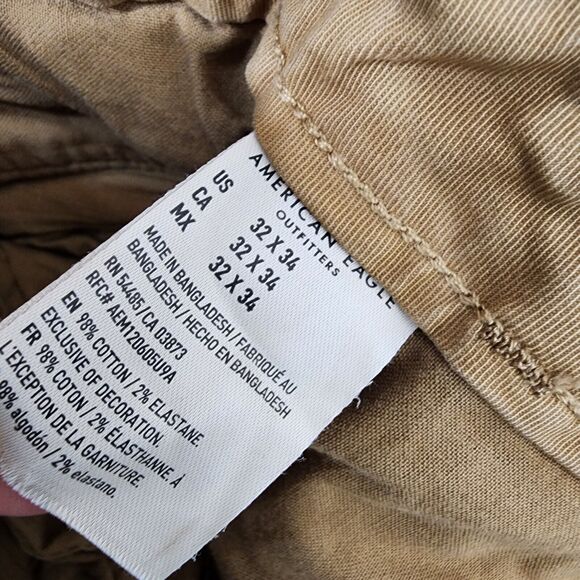 AMERICAN EAGLE
OUTFITTERS
US 32 X 34
CA 32 X 34
MX 32 X 34
MADE IN BANGLADESH / FABRIQUÉ AU
BANGLADESH / HECHO EN BANGLADESH
RN 54485 / CA 03873
RFC# AEM120605U9A
EN 98% COTTON / 2% ELASTANE.
EXCLUSIVE OF DECORATION.
FR 98% COTON / 2% ÉLASTHANNE. À
L'EXCEPTION DE LA GARNITURE.
98% algodón / 2% elastano.